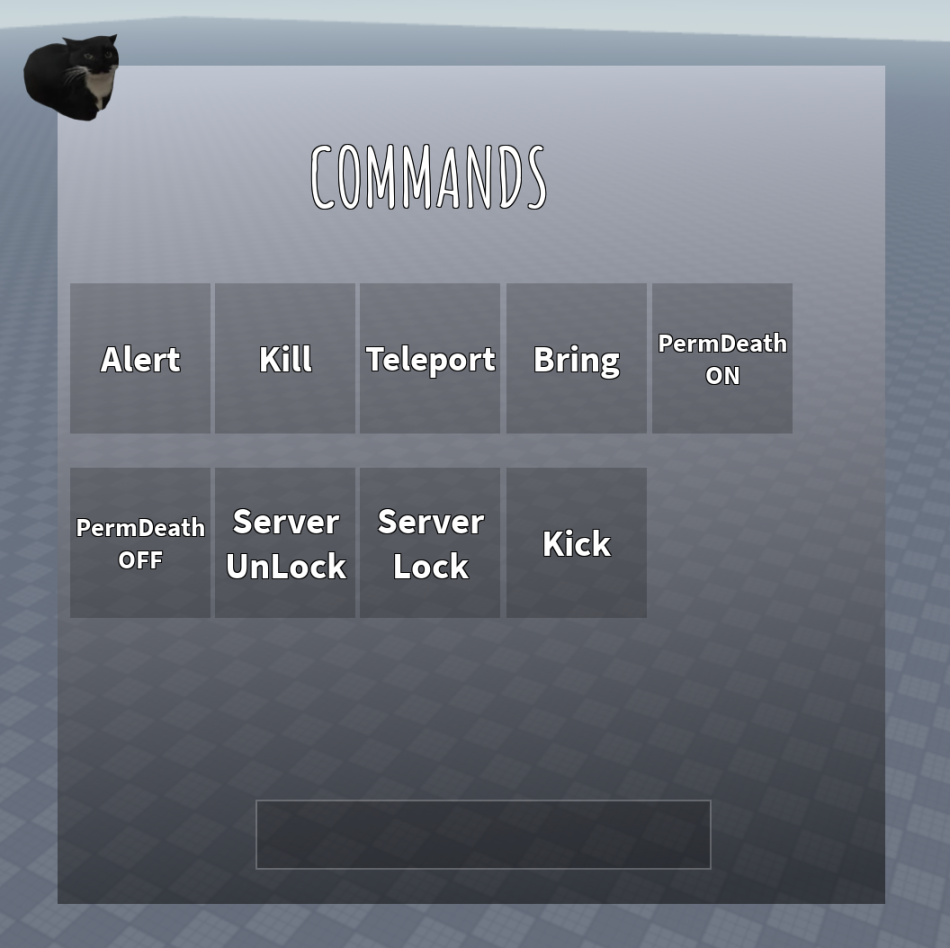 COMMANDS
Alert
Kill
Teleport
Bring
PermDeath
ON
PermDeath
OFF
Server
UnLock
Server
Lock
Kick